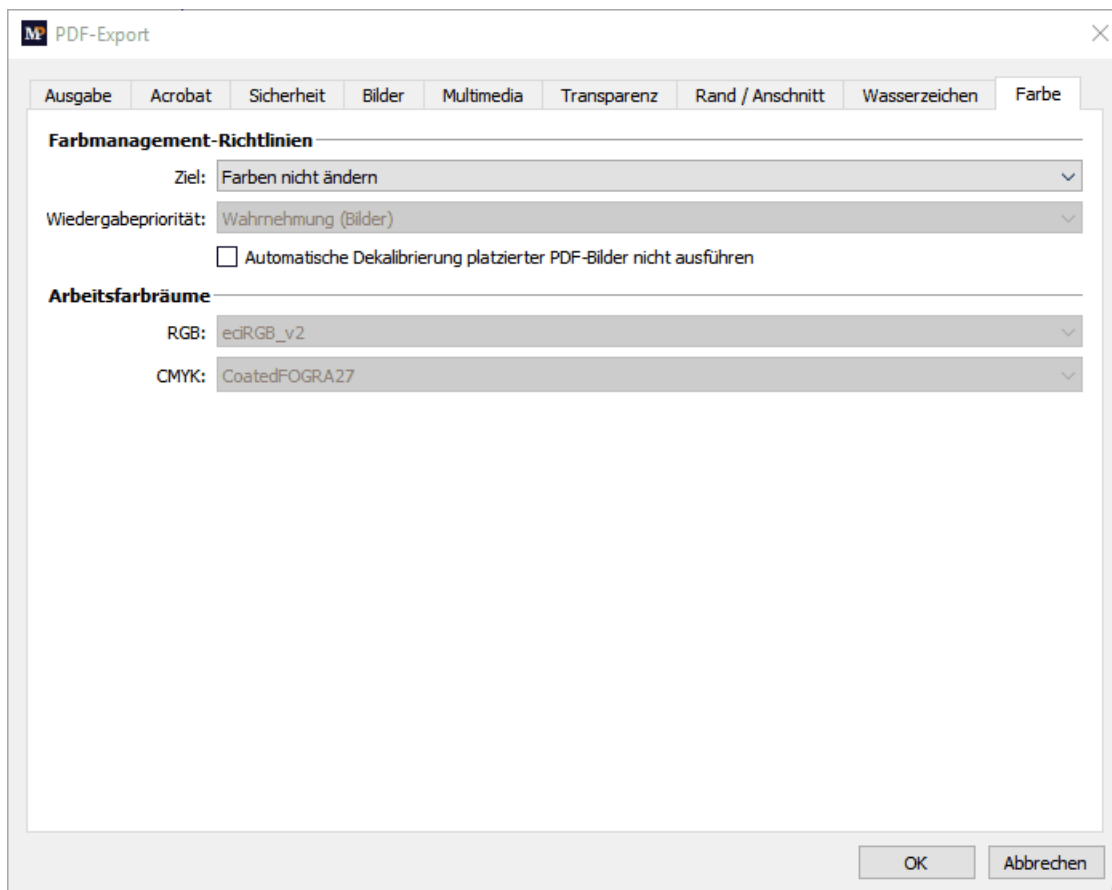 MP PDF-Export
Ausgabe Acrobat Sicherheit Bilder Multimedia Transparenz Rand / Anschnitt Wasserzeichen Farbe
Farbmanagement-Richtlinien
Ziel: Farben nicht ändern
Wiedergabepriorität: Wahrnehmung (Bilder)
Automatische Dekalibrierung platzierter PDF-Bilder nicht ausführen
Arbeitsfarbräume
RGB: eciRGB_v2
CMYK: CoatedFOGRA27
OK Abbrechen